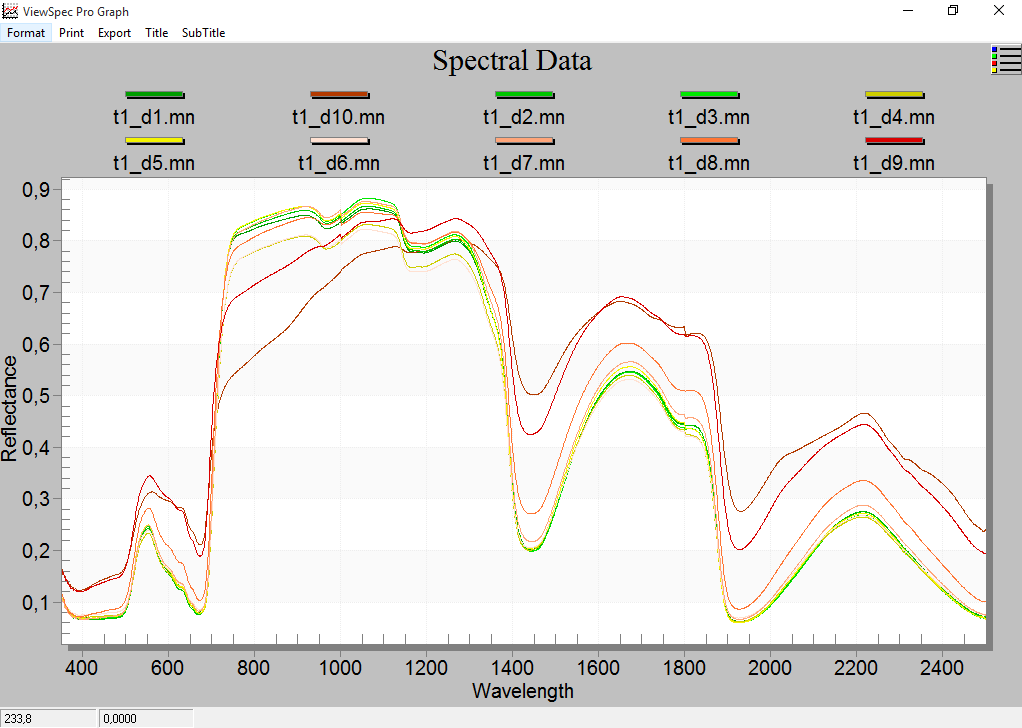 ViewSpec Pro Graph
Format Print Export Title SubTitle
Spectral Data
t1_d1.mn t1_d10.mn t1_d2.mn t1_d3.mn t1_d4.mn
t1_d5.mn t1_d6.mn t1_d7.mn t1_d8.mn t1_d9.mn
0,9
0,8
0,7
0,6
0,5
0,4
0,3
0,2
0,1
Reflectance
400 600 800 1000 1200 1400 1600 1800 2000 2200 2400
Wavelength
233,8 0,0000